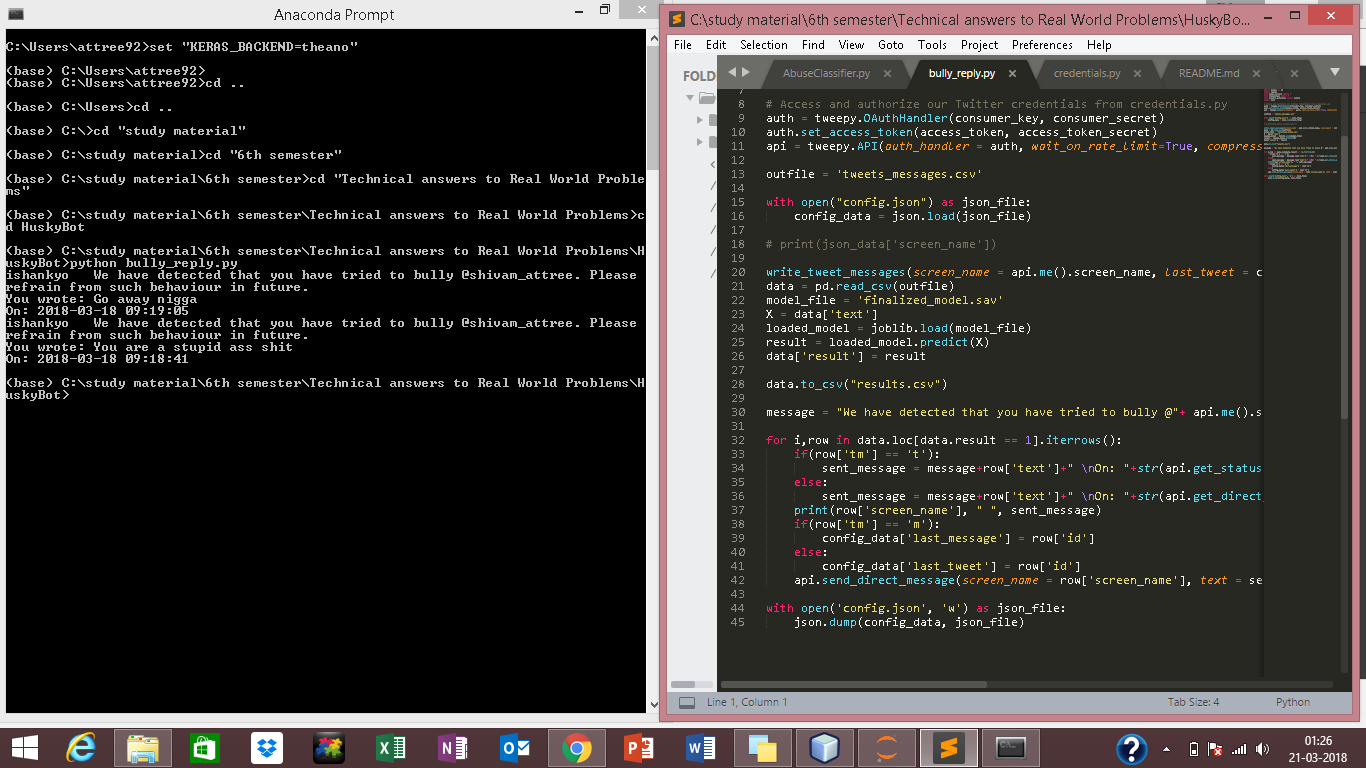 Anaconda Prompt
C:\Users\attree92>set "KERAS_BACKEND=theano"
(base) C:\Users\attree92>
(base) C:\Users\attree92>cd ..
(base) C:\Users>cd ..
(base) C:\>cd "study material"
(base) C:\study material>cd "6th semester"
(base) C:\study material\6th semester>cd "Technical answers to Real World Proble
ms"
(base) C:\study material\6th semester\Technical answers to Real World Problems>c
d HuskyBot
(base) C:\study material\6th semester\Technical answers to Real World Problems\H
uskyBot>python bully_reply.py
ishankyo   We have detected that you have tried to bully @shivam_attree. Please
refrain from such behaviour in future.
You wrote: Go away nigga
On: 2018-03-18 09:19:05
ishankyo   We have detected that you have tried to bully @shivam_attree. Please
refrain from such behaviour in future.
You wrote: You are a stupid ass shit
On: 2018-03-18 09:18:41
(base) C:\study material\6th semester\Technical answers to Real World Problems\H
uskyBot>
C:\study material\6th semester\Technical answers to Real World Problems\HuskyBo...
File Edit Selection Find View Goto Tools Project Preferences Help
FOLD
AbuseClassifier.py bully_reply.py credentials.py README.md
7
8 # Access and authorize our Twitter credentials from credentials.py
9 auth = tweepy.OAuthHandler(consumer_key, consumer_secret)
10 auth.set_access_token(access_token, access_token_secret)
11 api = tweepy.API(auth_handler = auth, wait_on_rate_limit=True, compress
12
13 outfile = 'tweets_messages.csv'
14
15 with open("config.json") as json_file:
16     config_data = json.load(json_file)
17
18 # print(json_data['screen_name'])
19
20 write_tweet_messages(screen_name = api.me().screen_name, last_tweet = c
21 data = pd.read_csv(outfile)
22 model_file = 'finalized_model.sav'
23 X = data['text']
24 loaded_model = joblib.load(model_file)
25 result = loaded_model.predict(X)
26 data['result'] = result
27
28 data.to_csv("results.csv")
29
30 message = "We have detected that you have tried to bully @"+ api.me().s
31
32 for i,row in data.loc[data.result == 1].iterrows():
33     if(row['tm'] == 't'):
34         sent_message = message+row['text']+" \nOn: "+str(api.get_status
35     else:
36         sent_message = message+row['text']+" \nOn: "+str(api.get_direct_
37     print(row['screen_name'], " ", sent_message)
38     if(row['tm'] == 'm'):
39         config_data['last_message'] = row['id']
40     else:
41         config_data['last_tweet'] = row['id']
42     api.send_direct_message(screen_name = row['screen_name'], text = se
43
44 with open('config.json', 'w') as json_file:
45     json.dump(config_data, json_file)
Line 1, Column 1 Tab Size: 4 Python
01:26
21-03-2018